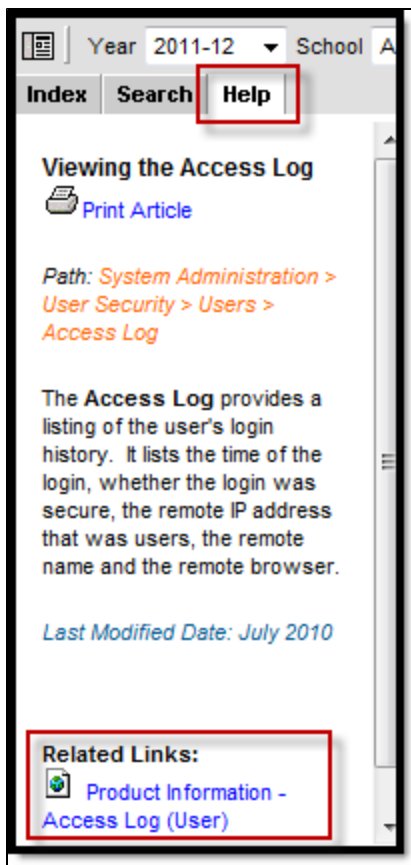 Year 2011-12 School A
Index Search Help
Viewing the Access Log
Print Article
Path: System Administration >
User Security > Users >
Access Log
The Access Log provides a
listing of the user's login
history.  It lists the time of the
login, whether the login was
secure, the remote IP address
that was users, the remote
name and the remote browser.
Last Modified Date: July 2010
Related Links:
Product Information -
Access Log (User)